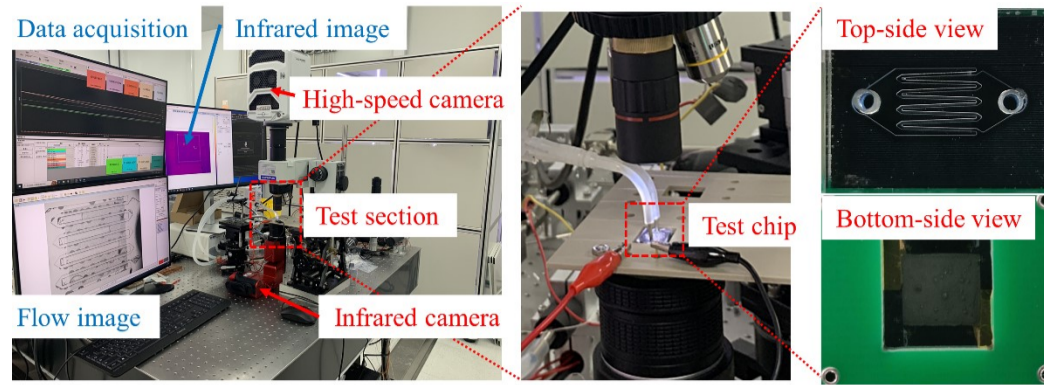 Data acquisition
Infrared image
High-speed camera
Test section
Flow image
Infrared camera
Test chip
Top-side view
Bottom-side view